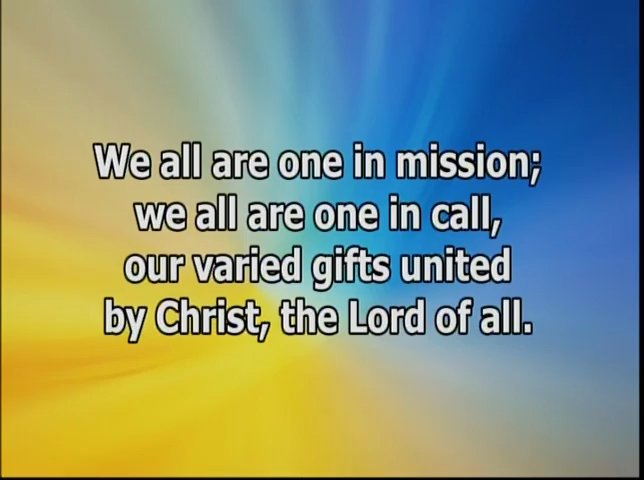 We all are one in mission;
we all are one in call,
our varied gifts united
by Christ, the Lord of all.